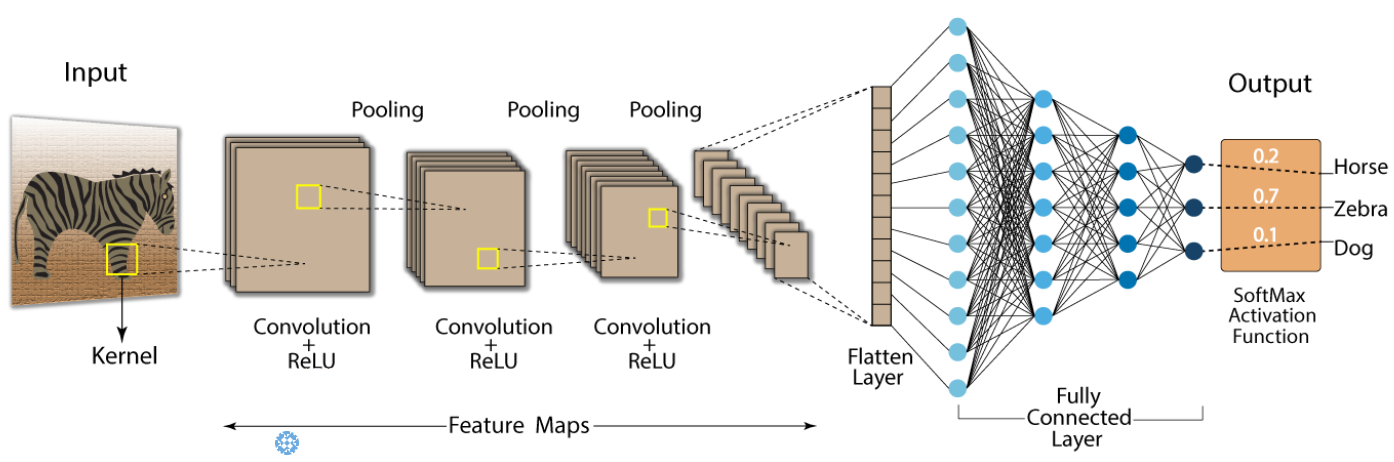 Input
Kernel
Pooling
Pooling
Pooling
Convolution
+
ReLU
Convolution
+
ReLU
Convolution
+
ReLU
Feature Maps
Flatten
Layer
Fully
Connected
Layer
Output
0.2
Horse
0.7
Zebra
0.1
Dog
SoftMax
Activation
Function